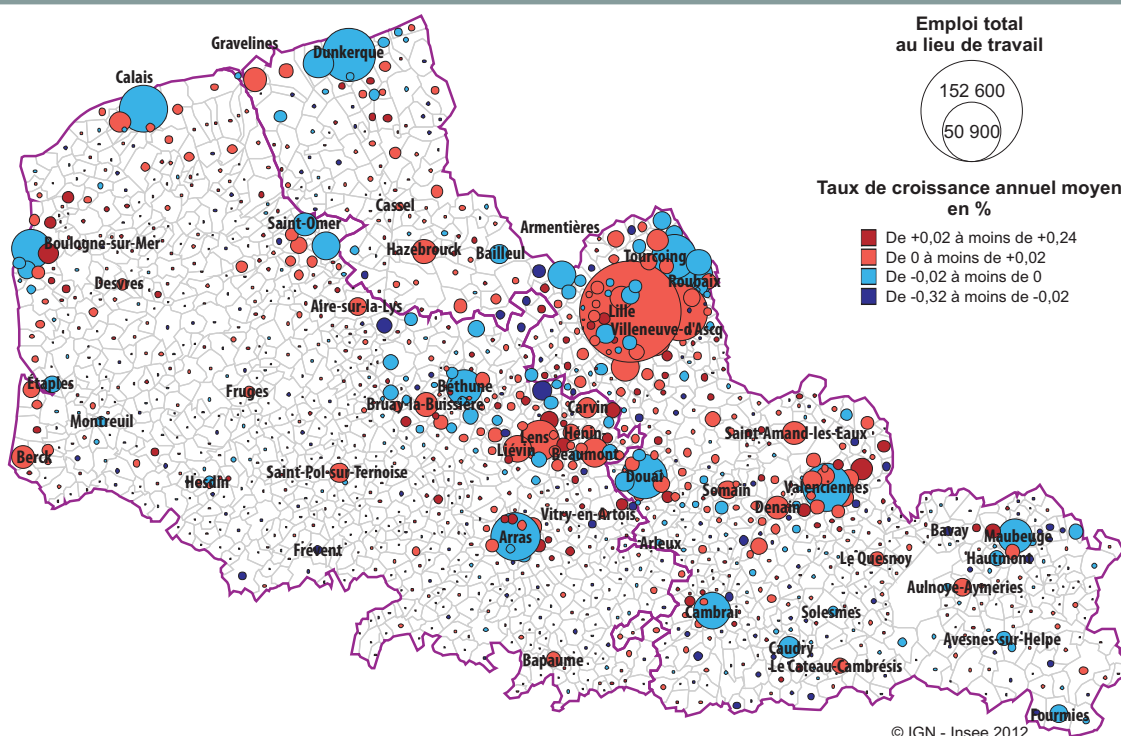 Emploi total
au lieu de travail
152 600
50 900
Taux de croissance annuel moyen
en %
De +0,02 à moins de +0,24
De 0 à moins de +0,02
De -0,02 à moins de 0
De -0,32 à moins de -0,02
Gravelines
Dunkerque
Calais
Cassel
Saint-Omer
Armentières
Boulogne-sur-Mer
Hazebrouck
Bailleul
Tourcoing
Roubaix
Desvres
Aire-sur-la-Lys
Lille
Villeneuve-d'Ascq
Étaples
Fruges
Béthune
Bruay-la-Buissière
Carvin
Montreuil
Lens
Hénin
Beaumont
Liévin
Saint-Amand-les-Eaux
Berck
Hesdin
Saint-Pol-sur-Ternoise
Douai
Somain
Valenciennes
Denain
Vitry-en-Artois
Arras
Arleux
Frévent
Bavay
Maubeuge
Le Quesnoy
Hautmont
Aulnoye-Aymeries
Cambrai
Solesmes
Avesnes-sur-Helpe
Caudry
Bapaume
Le Cateau-Cambrésis
Fourmies
© IGN - Insee 2012